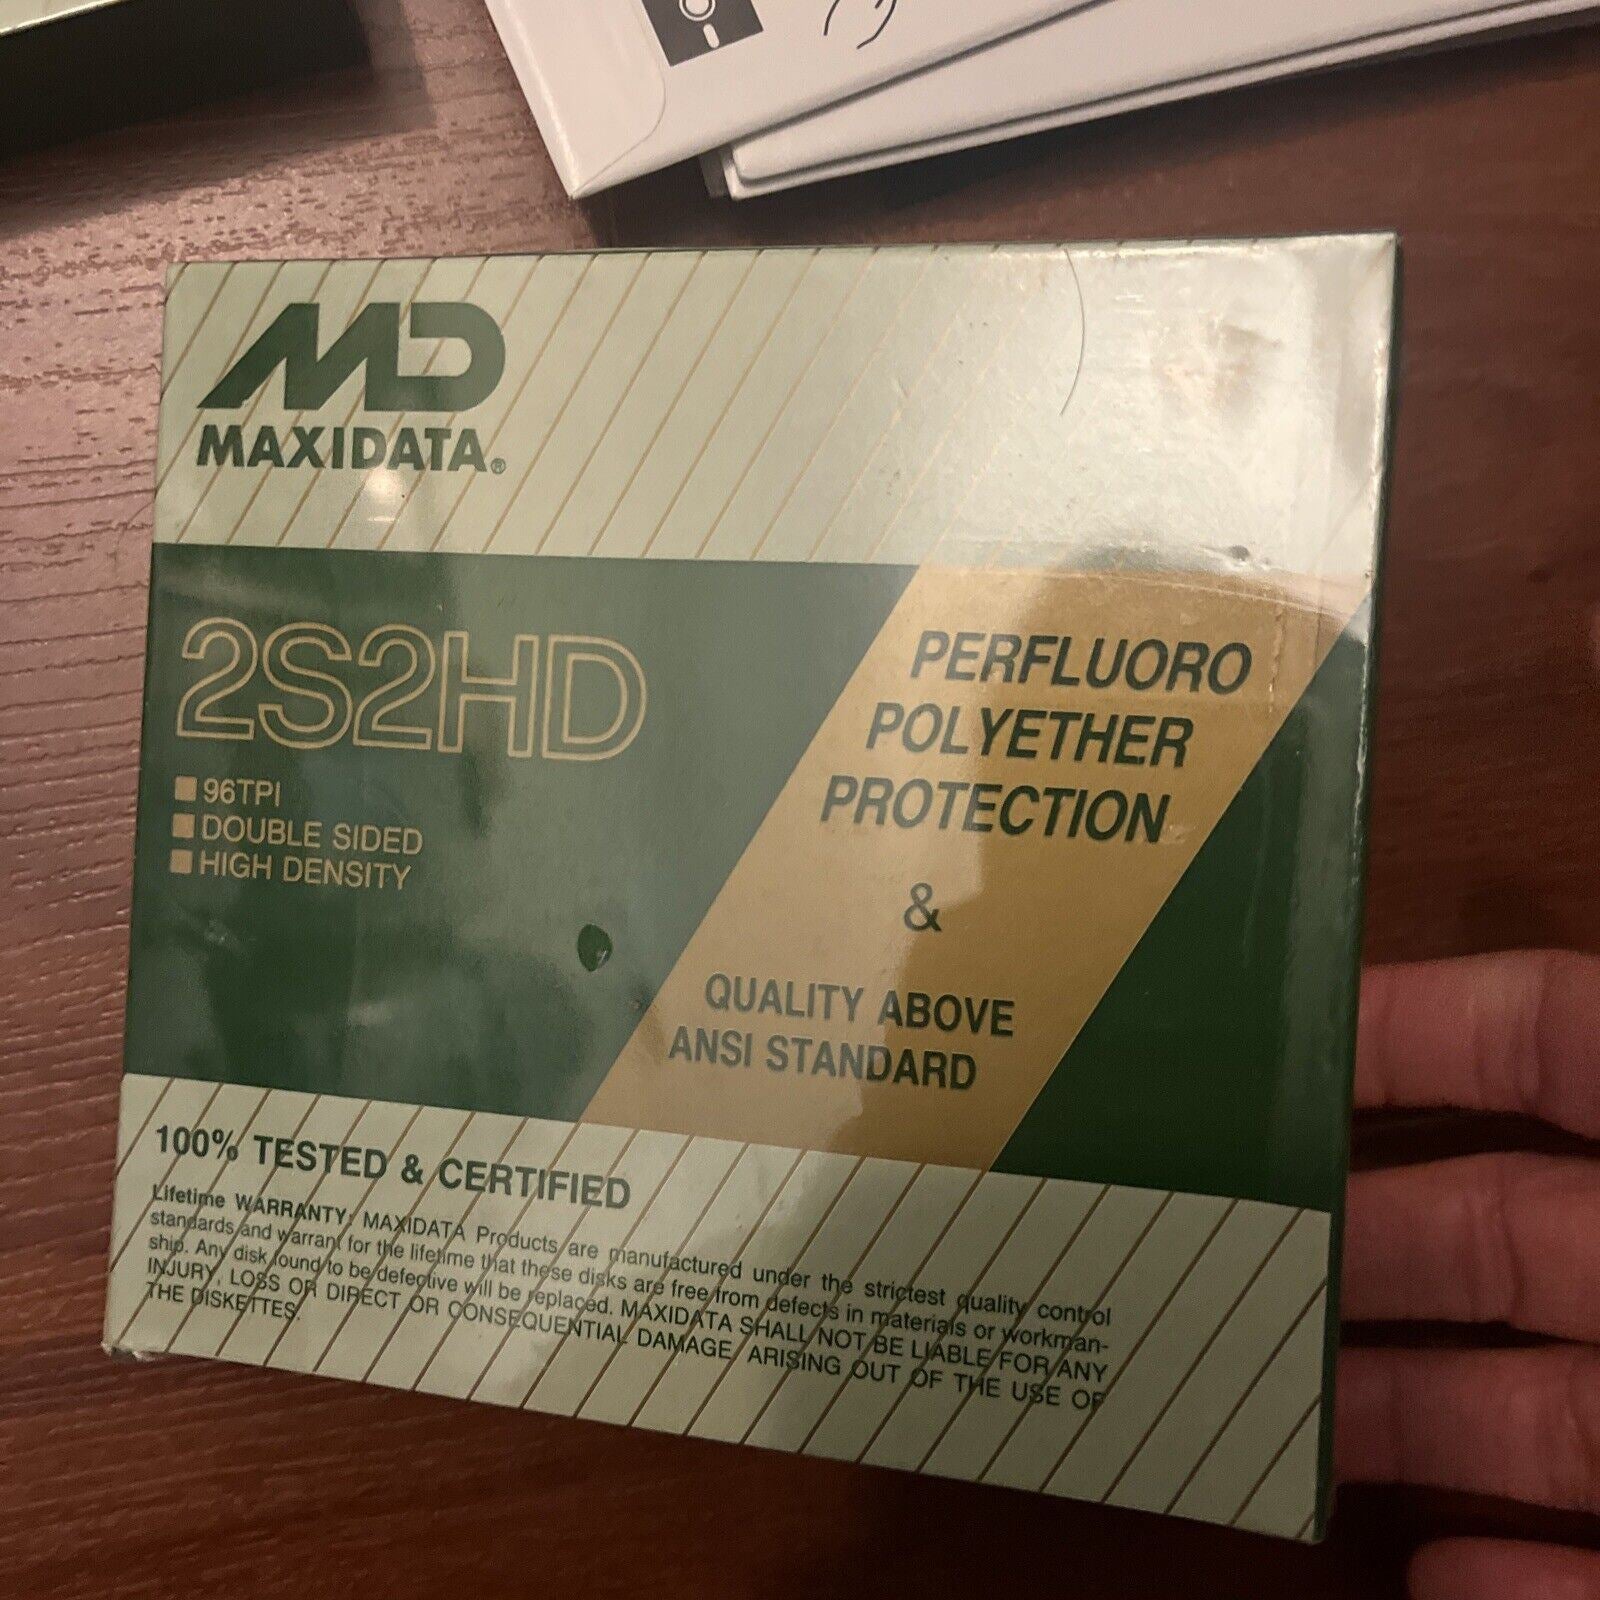 MD
MAXIDATA®
2S2HD
96TPI
DOUBLE SIDED
HIGH DENSITY
PERFLUORO
POLYETHER
PROTECTION
&
QUALITY ABOVE
ANSI STANDARD
100% TESTED & CERTIFIED
Lifetime WARRANTY: MAXIDATA Products are manufactured under the strictest quality control
standards and warrant for the lifetime that these disks are free from defects in materials or workman-
ship. Any disk found to be defective will be replaced. MAXIDATA SHALL NOT BE LIABLE FOR ANY
INJURY, LOSS OR DIRECT OR CONSEQUENTIAL DAMAGE, ARISING OUT OF THE USE OF
THE DISKETTES.